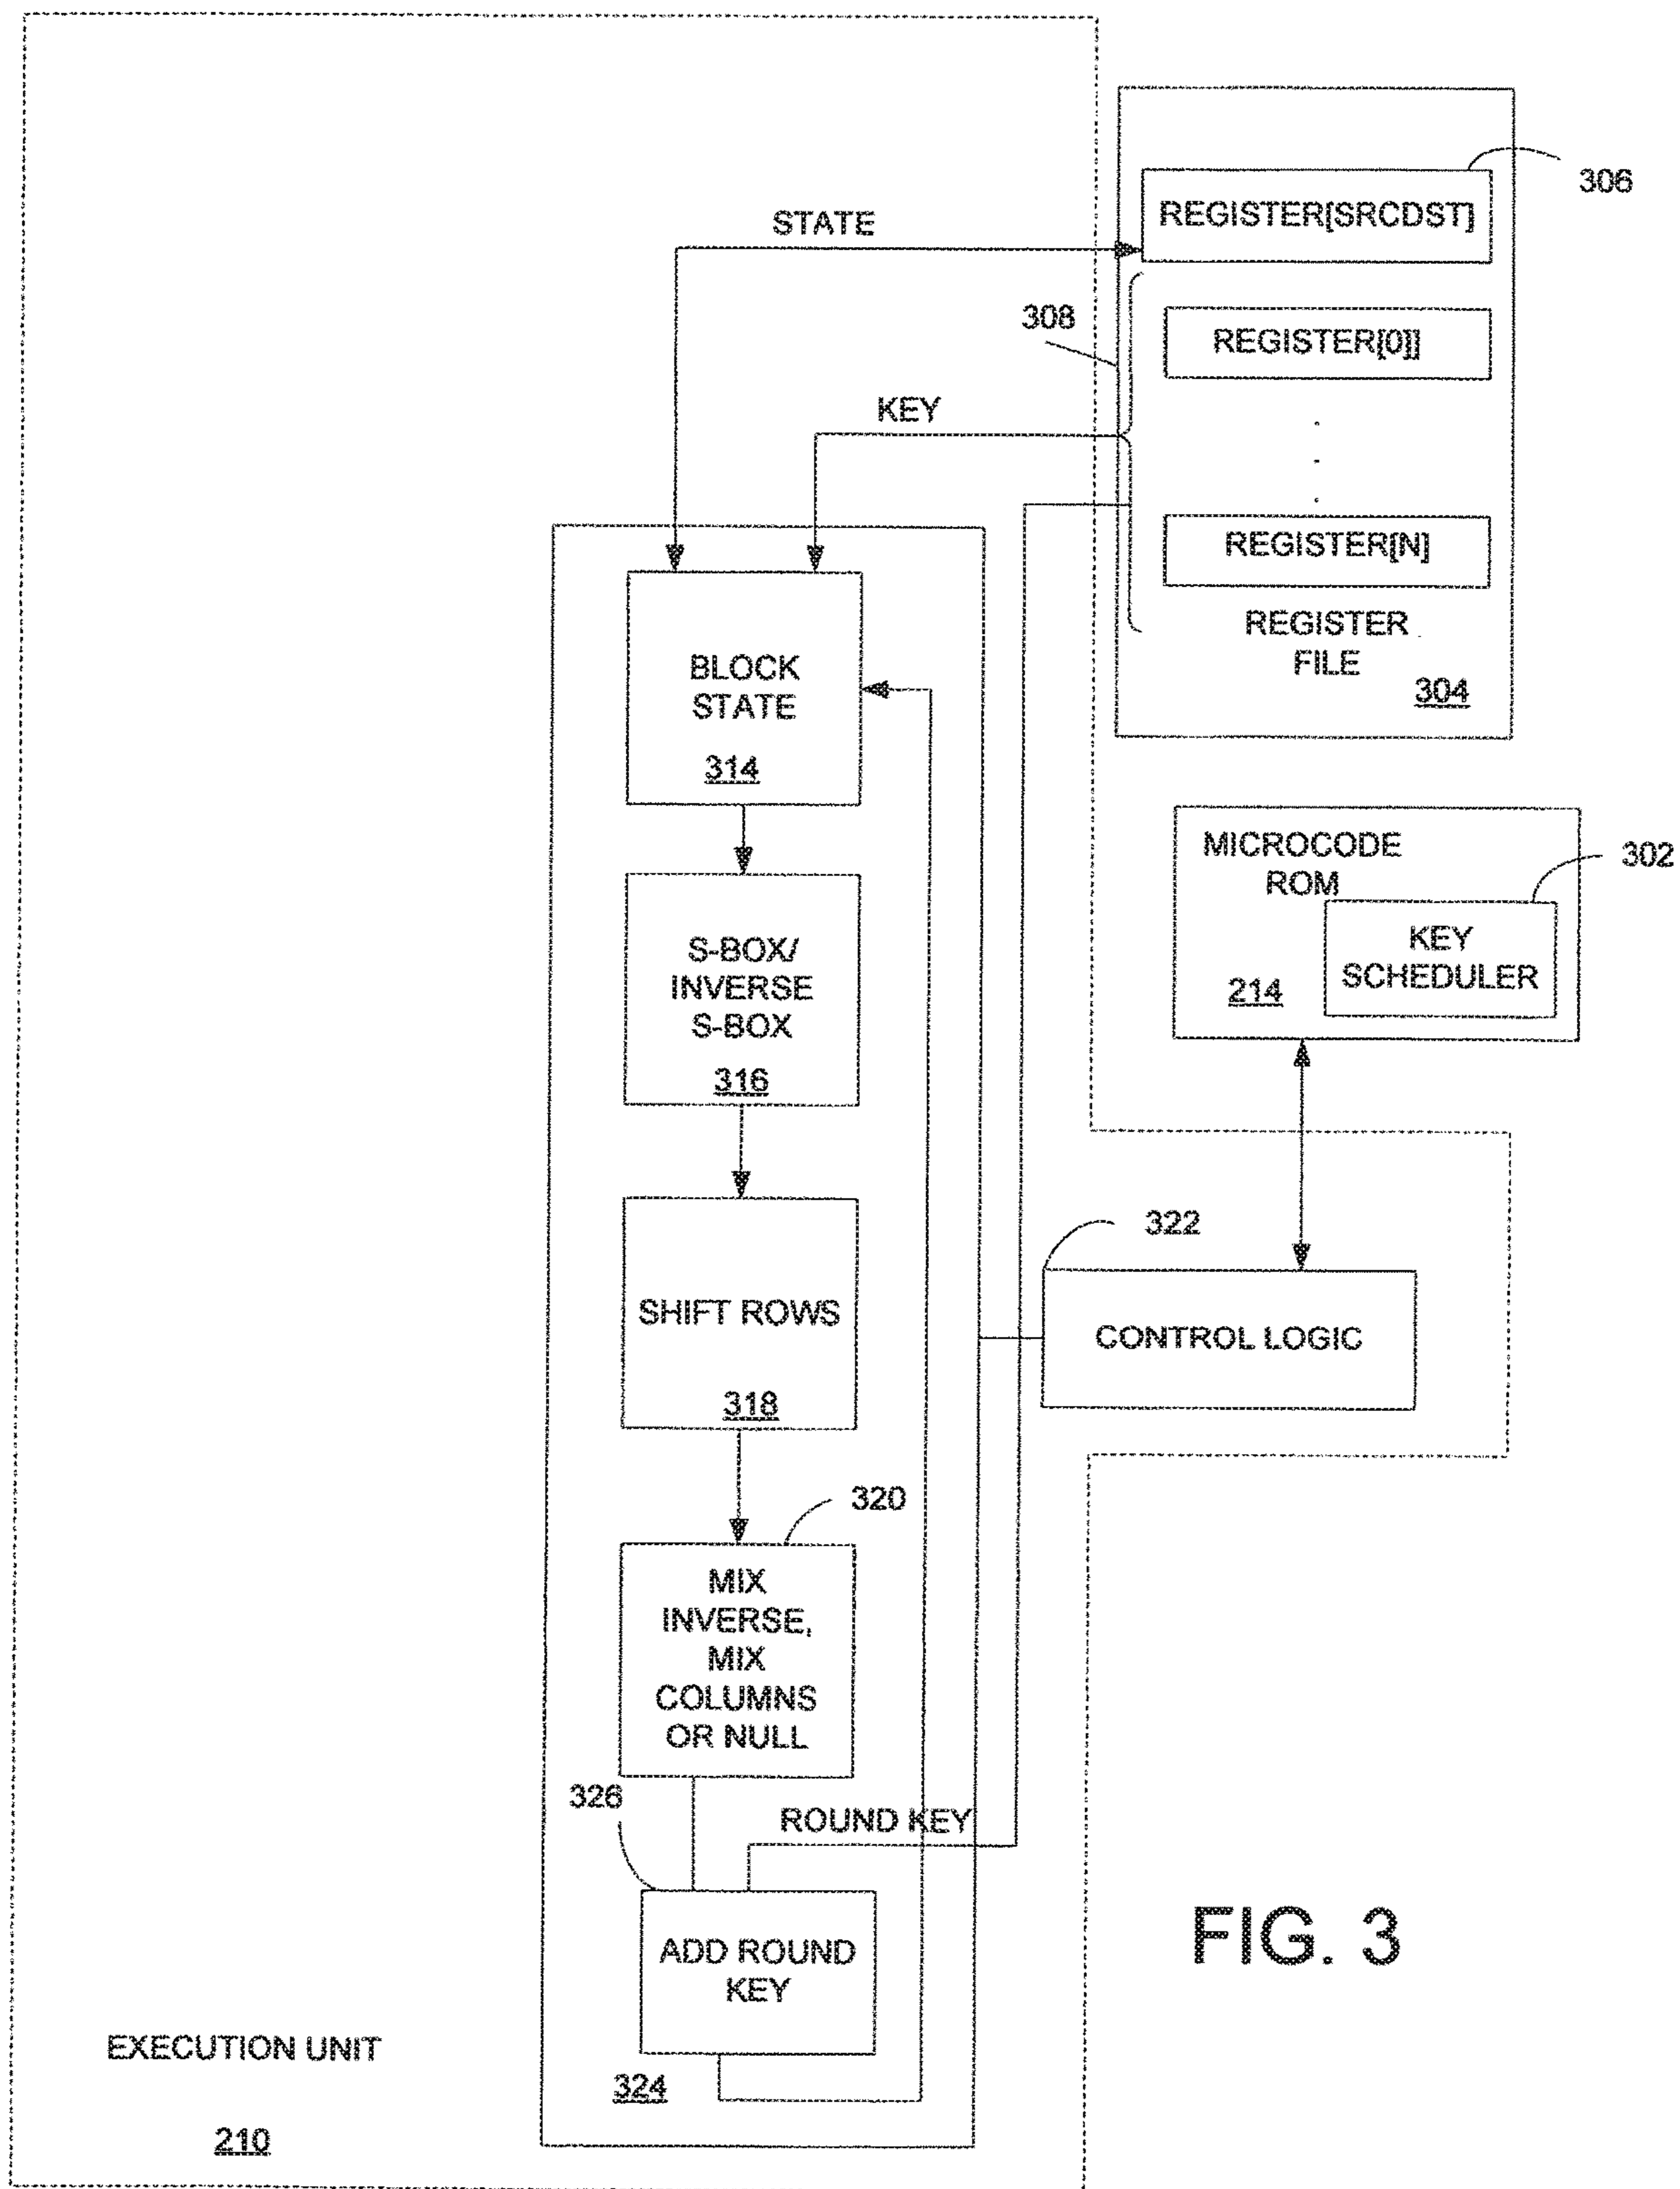 306
REGISTER[SRCDST]
STATE
308
REGISTER[0]]
KEY
REGISTER[N]
REGISTER
FILE
304
BLOCK
STATE
314
MICROCODE
ROM
302
KEY
SCHEDULER
214
S-BOX/
INVERSE
S-BOX
316
322
SHIFT ROWS
318
CONTROL LOGIC
320
MIX
INVERSE,
MIX
COLUMNS
OR NULL
326
ROUND KEY
ADD ROUND
KEY
324
EXECUTION UNIT
210
FIG. 3